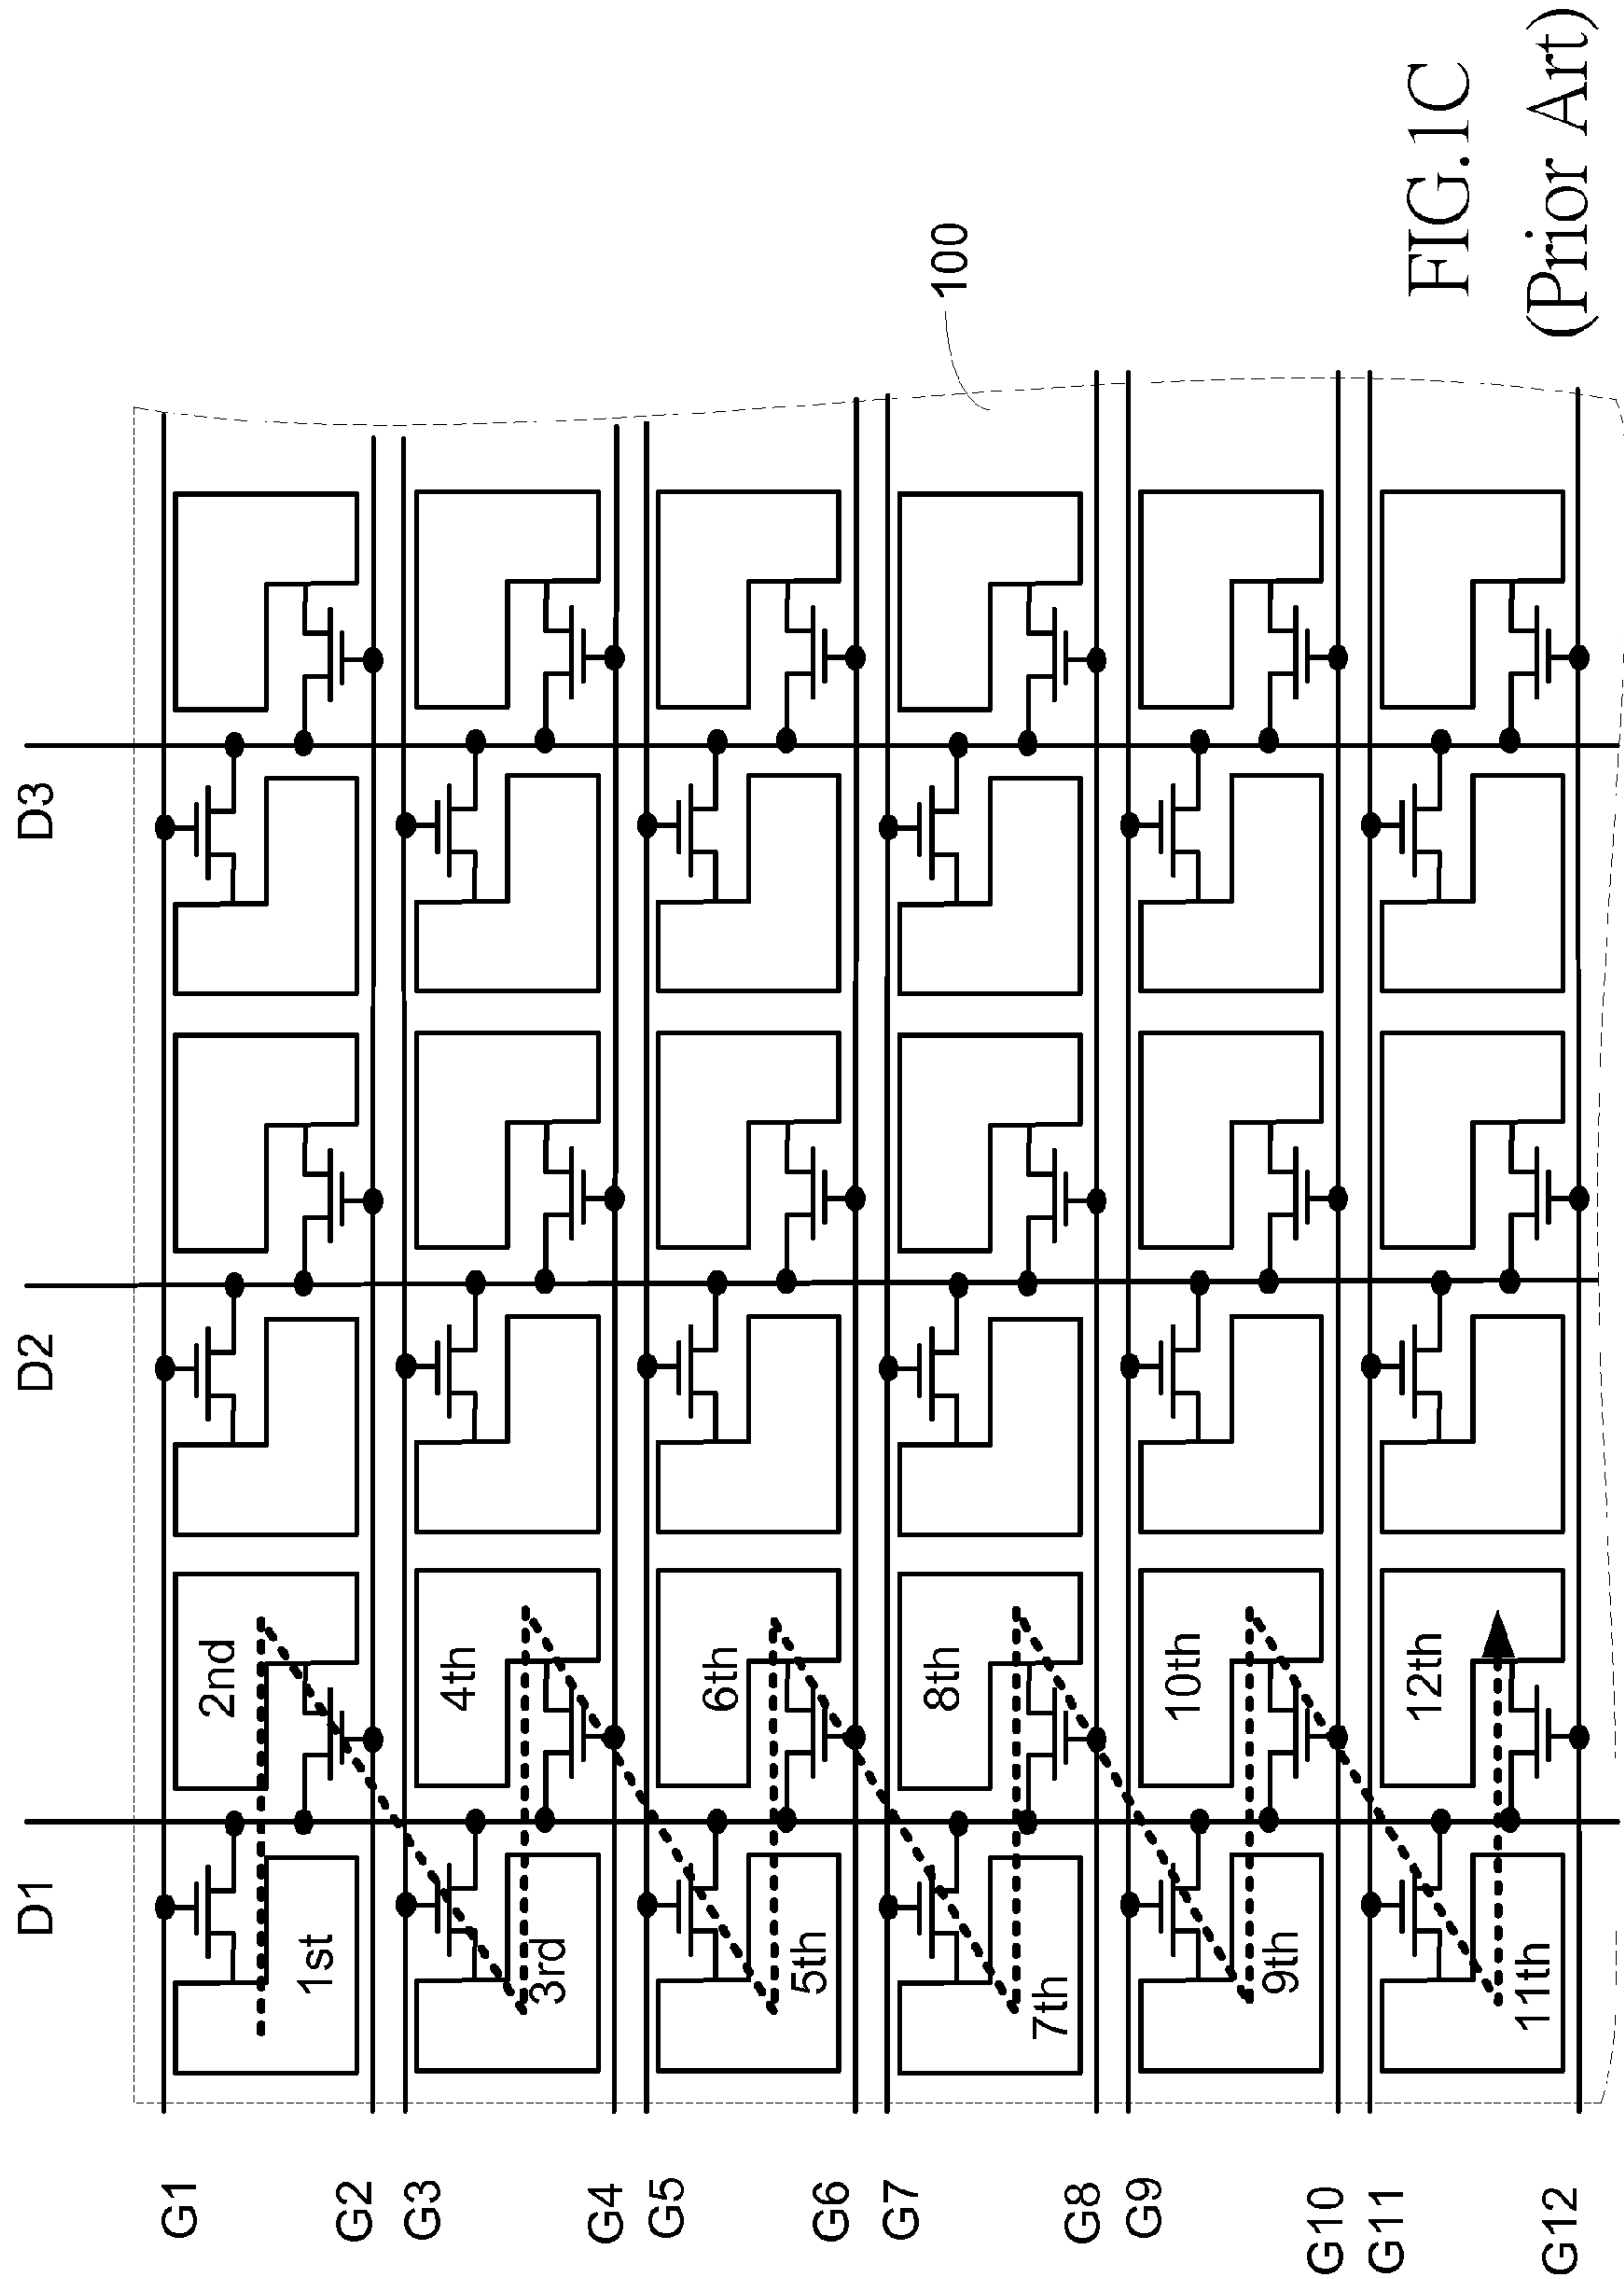 D1
D2
D3
G1
1st
2nd
G2
G3
3rd
4th
G4
G5
5th
6th
G6
G7
7th
8th
G8
G9
9th
10th
G10
G11
11th
12th
G12
100
FIG.1C
(Prior Art)